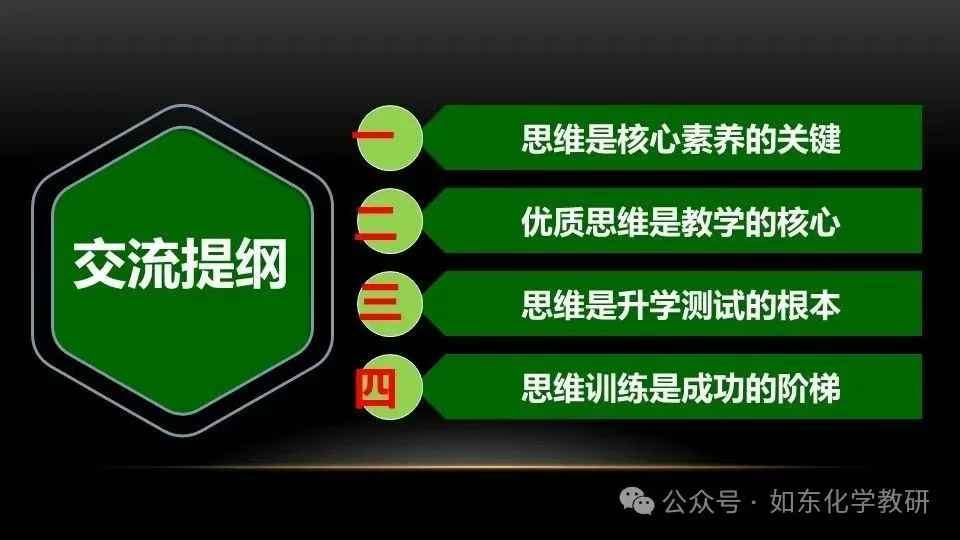 交流提纲
一 思维是核心素养的关键
二 优质思维是教学的核心
三 思维是升学测试的根本
四 思维训练是成功的阶梯
公众号 · 如东化学教研